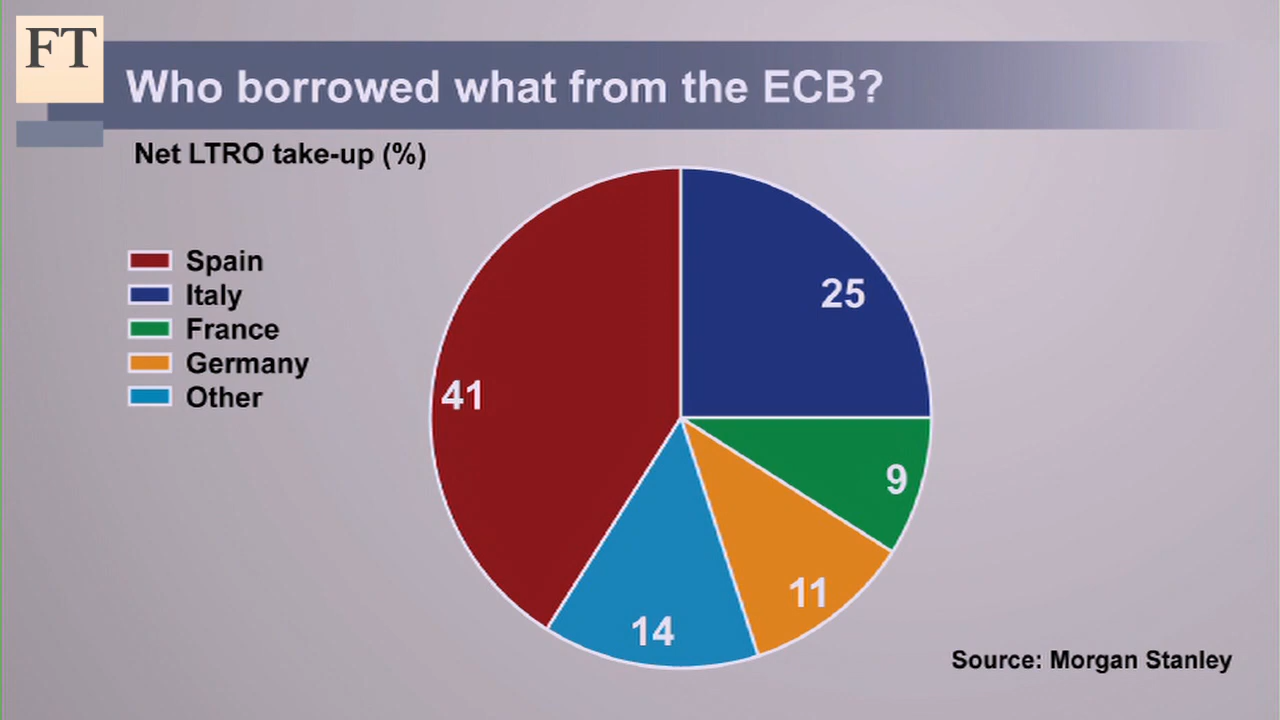 FT
Who borrowed what from the ECB?
Net LTRO take-up (%)
Spain
Italy
France
Germany
Other
25
41
9
11
14
Source: Morgan Stanley